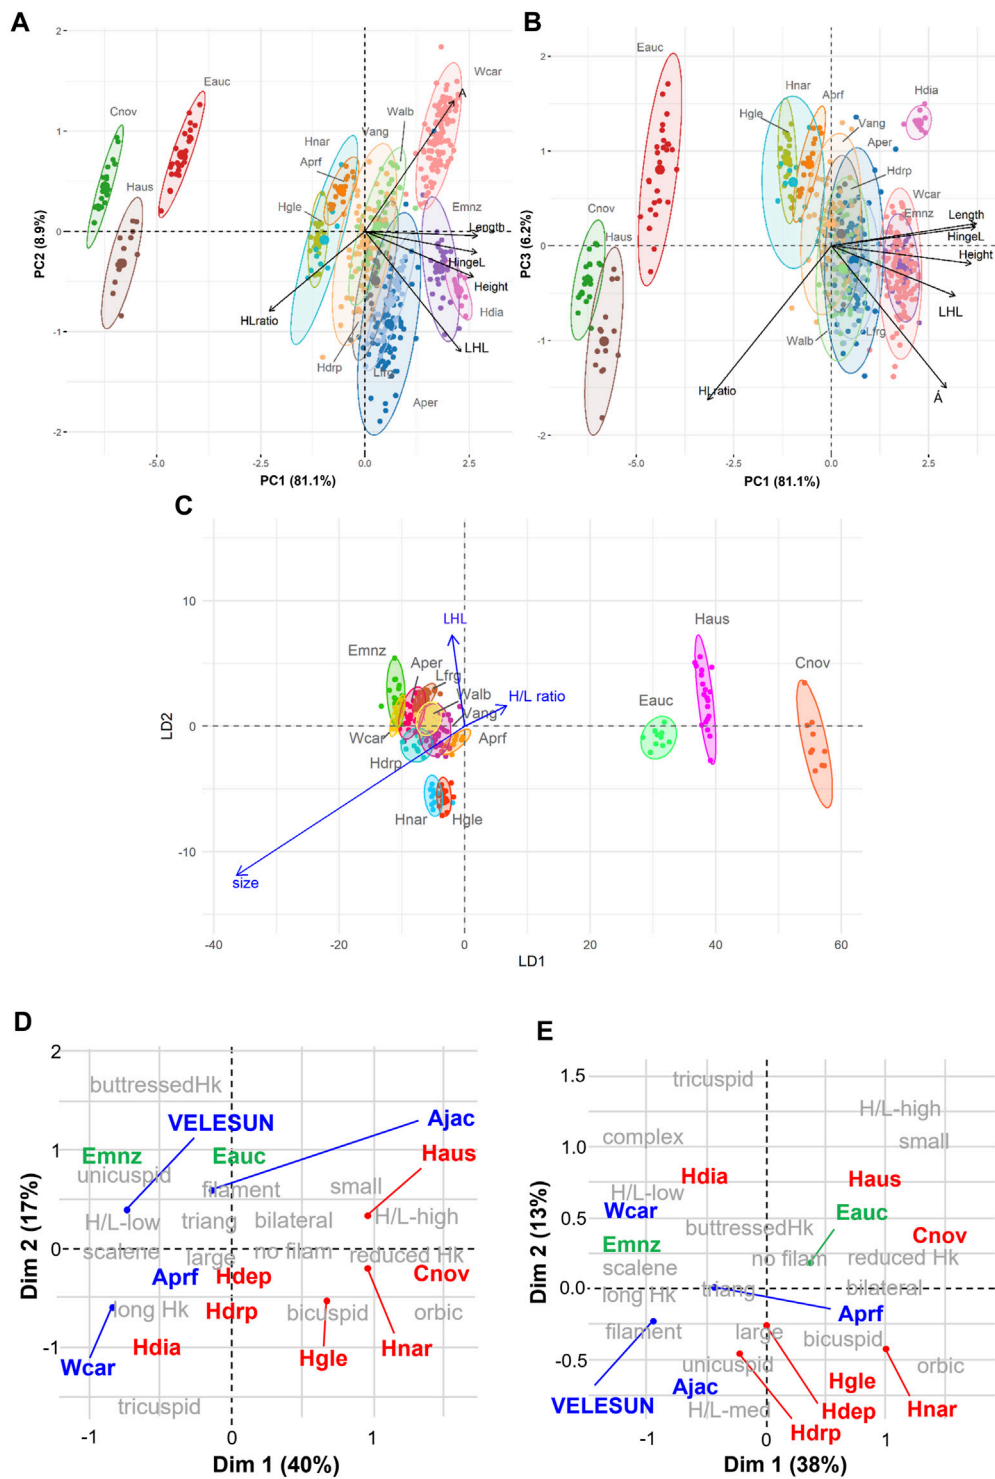 A
2
Wcar
Eauc
Cnov
A
Walb
1
Vang
Hnar
Aprf
Haus
Hgle
Emnz
Length
0
HingeL
Height
HLratio
Hdia
-1
LHL
Hdrp
Lfrg
Aper
-2
-5.0
-2.5
0.0
2.5
PC1 (81.1%)
PC2 (8.9%)
B
2
Eauc
Hnar
Aprf
Hdia
Hgle
Vang
1
Aper
Hdrp
Cnov
Wcar
Haus
Emnz
Length
HingeL
0
Height
LHL
Walb
Lfrg
-1
HLratio
Á
-2
-5.0
-2.5
0.0
2.5
PC1 (81.1%)
PC3 (6.2%)
C
10
LHL
Haus
Emnz
Aper
Lfrg
Cnov
Walb
H/L ratio
Eauc
Vang
0
Wcar
Aprf
Hdrp
Hnar
Hgle
-10
size
-40
-20
0
20
40
60
LD1
LD2
D
2
buttressedHk
VELESUN
Ajac
1
Emnz
Eauc
Haus
unicuspid
filament
small
H/L-low
triang
bilateral
H/L-high
0
scalene
large
no filam
reduced Hk
Aprf
Hdep
Cnov
long Hk
Hdrp
bicuspid
orbic
-1
Hdia
Hgle
Hnar
Wcar
tricuspid
-1
0
1
Dim 1 (40%)
Dim 2 (17%)
E
1.5
tricuspid
H/L-high
1.0
complex
small
Hdia
Haus
H/L-low
Wcar
Eauc
0.5
buttressedHk
Cnov
Emnz
no filam
reduced Hk
scalene
0.0
long Hk
triang
bilateral
Aprf
filament
large
bicuspid
-0.5
unicuspid
orbic
Ajac
Hgle
VELESUN
H/L-med
Hdep
Hnar
Hdrp
-1
0
1
Dim 1 (38%)
Dim 2 (13%)